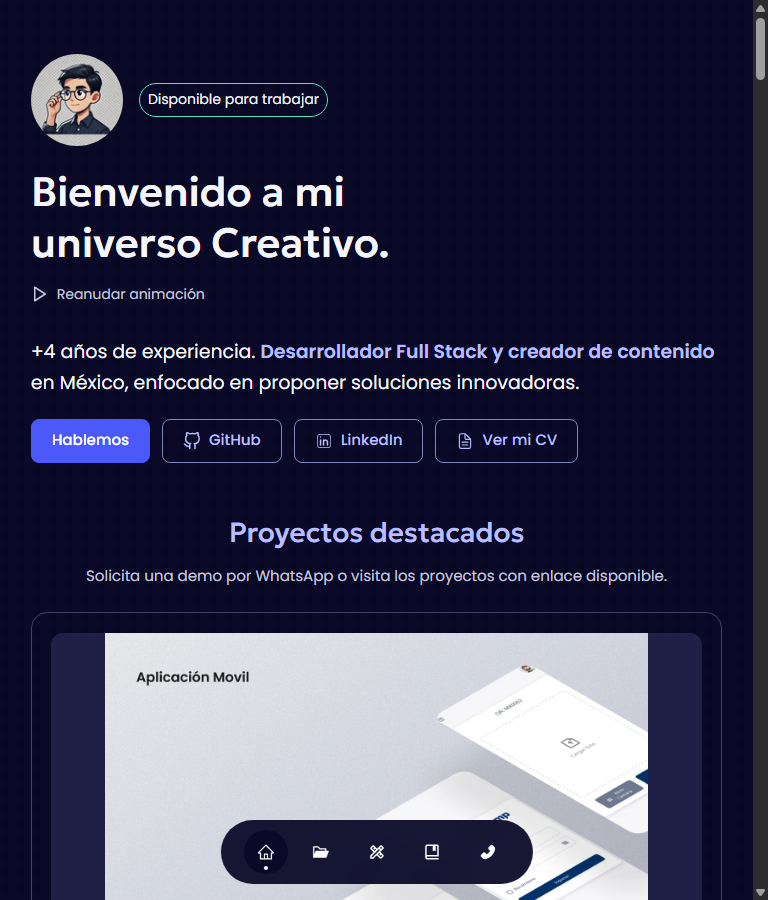 Disponible para trabajar
Bienvenido a mi
universo Creativo.
Reanudar animación
+4 años de experiencia. Desarrollador Full Stack y creador de contenido
en México, enfocado en proponer soluciones innovadoras.
Hablemos
GitHub
LinkedIn
Ver mi CV
Proyectos destacados
Solicita una demo por WhatsApp o visita los proyectos con enlace disponible.
Aplicación Movil